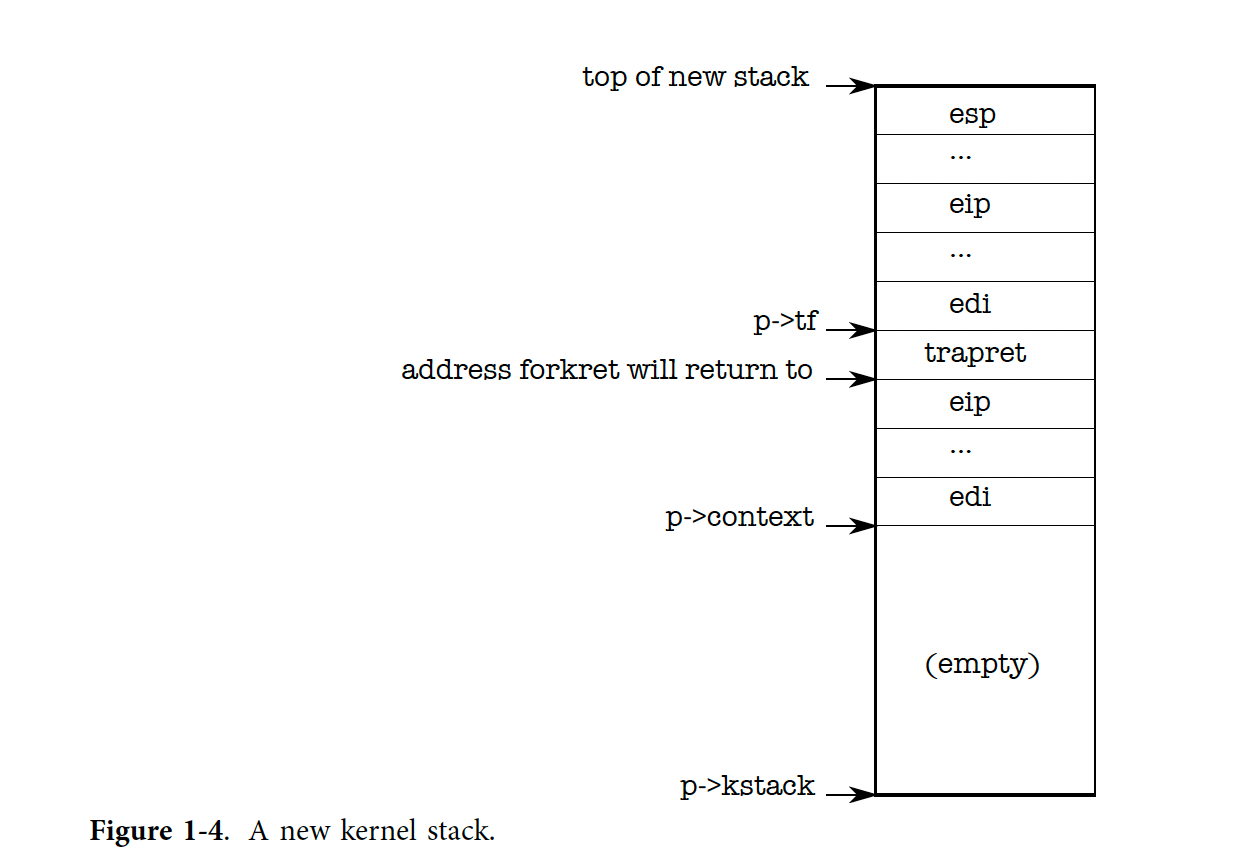 top of new stack
esp
...
eip
...
edi
p->tf
trapret
address forkret will return to
eip
...
edi
p->context
(empty)
p->kstack
Figure 1-4. A new kernel stack.